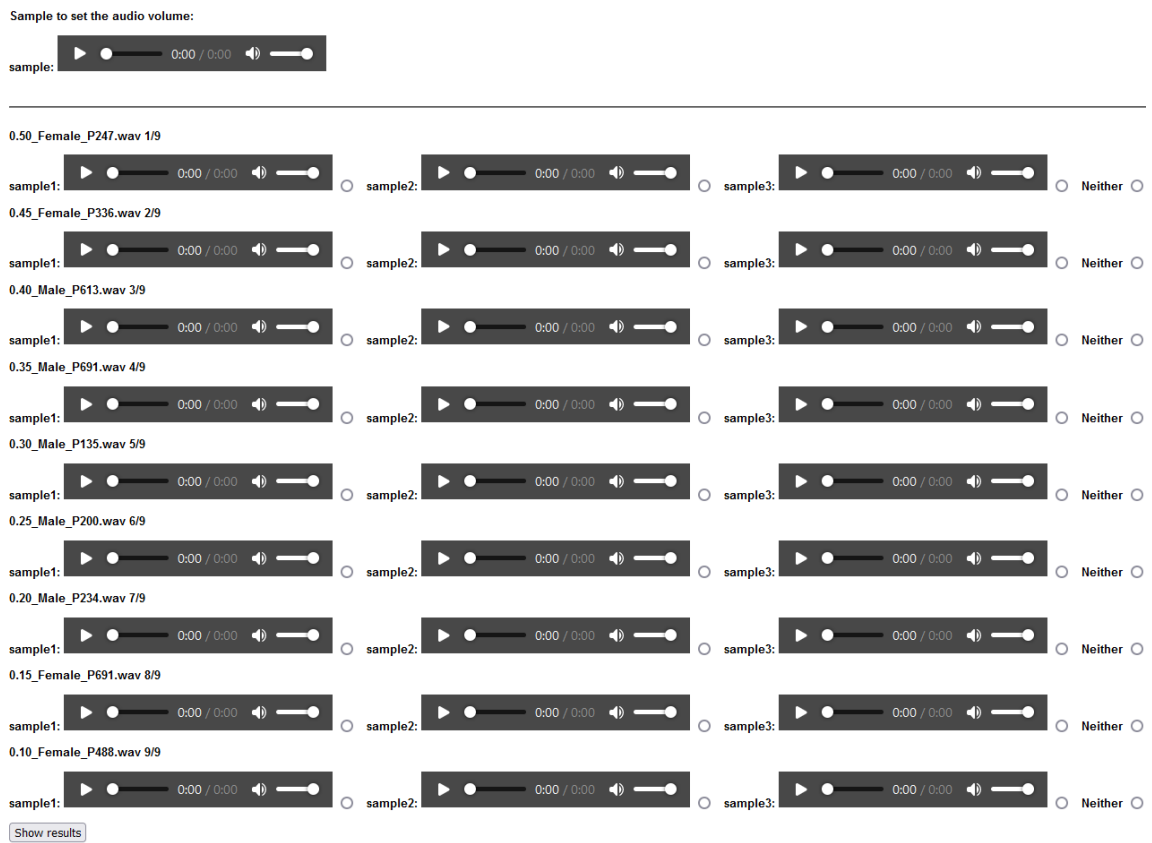 Sample to set the audio volume:
sample: 0:00 / 0:00
0.50_Female_P247.wav 1/9
sample1: 0:00 / 0:00 sample2: 0:00 / 0:00 sample3: 0:00 / 0:00 Neither
0.45_Female_P336.wav 2/9
sample1: 0:00 / 0:00 sample2: 0:00 / 0:00 sample3: 0:00 / 0:00 Neither
0.40_Male_P613.wav 3/9
sample1: 0:00 / 0:00 sample2: 0:00 / 0:00 sample3: 0:00 / 0:00 Neither
0.35_Male_P691.wav 4/9
sample1: 0:00 / 0:00 sample2: 0:00 / 0:00 sample3: 0:00 / 0:00 Neither
0.30_Male_P135.wav 5/9
sample1: 0:00 / 0:00 sample2: 0:00 / 0:00 sample3: 0:00 / 0:00 Neither
0.25_Male_P200.wav 6/9
sample1: 0:00 / 0:00 sample2: 0:00 / 0:00 sample3: 0:00 / 0:00 Neither
0.20_Male_P234.wav 7/9
sample1: 0:00 / 0:00 sample2: 0:00 / 0:00 sample3: 0:00 / 0:00 Neither
0.15_Female_P691.wav 8/9
sample1: 0:00 / 0:00 sample2: 0:00 / 0:00 sample3: 0:00 / 0:00 Neither
0.10_Female_P488.wav 9/9
sample1: 0:00 / 0:00 sample2: 0:00 / 0:00 sample3: 0:00 / 0:00 Neither
Show results